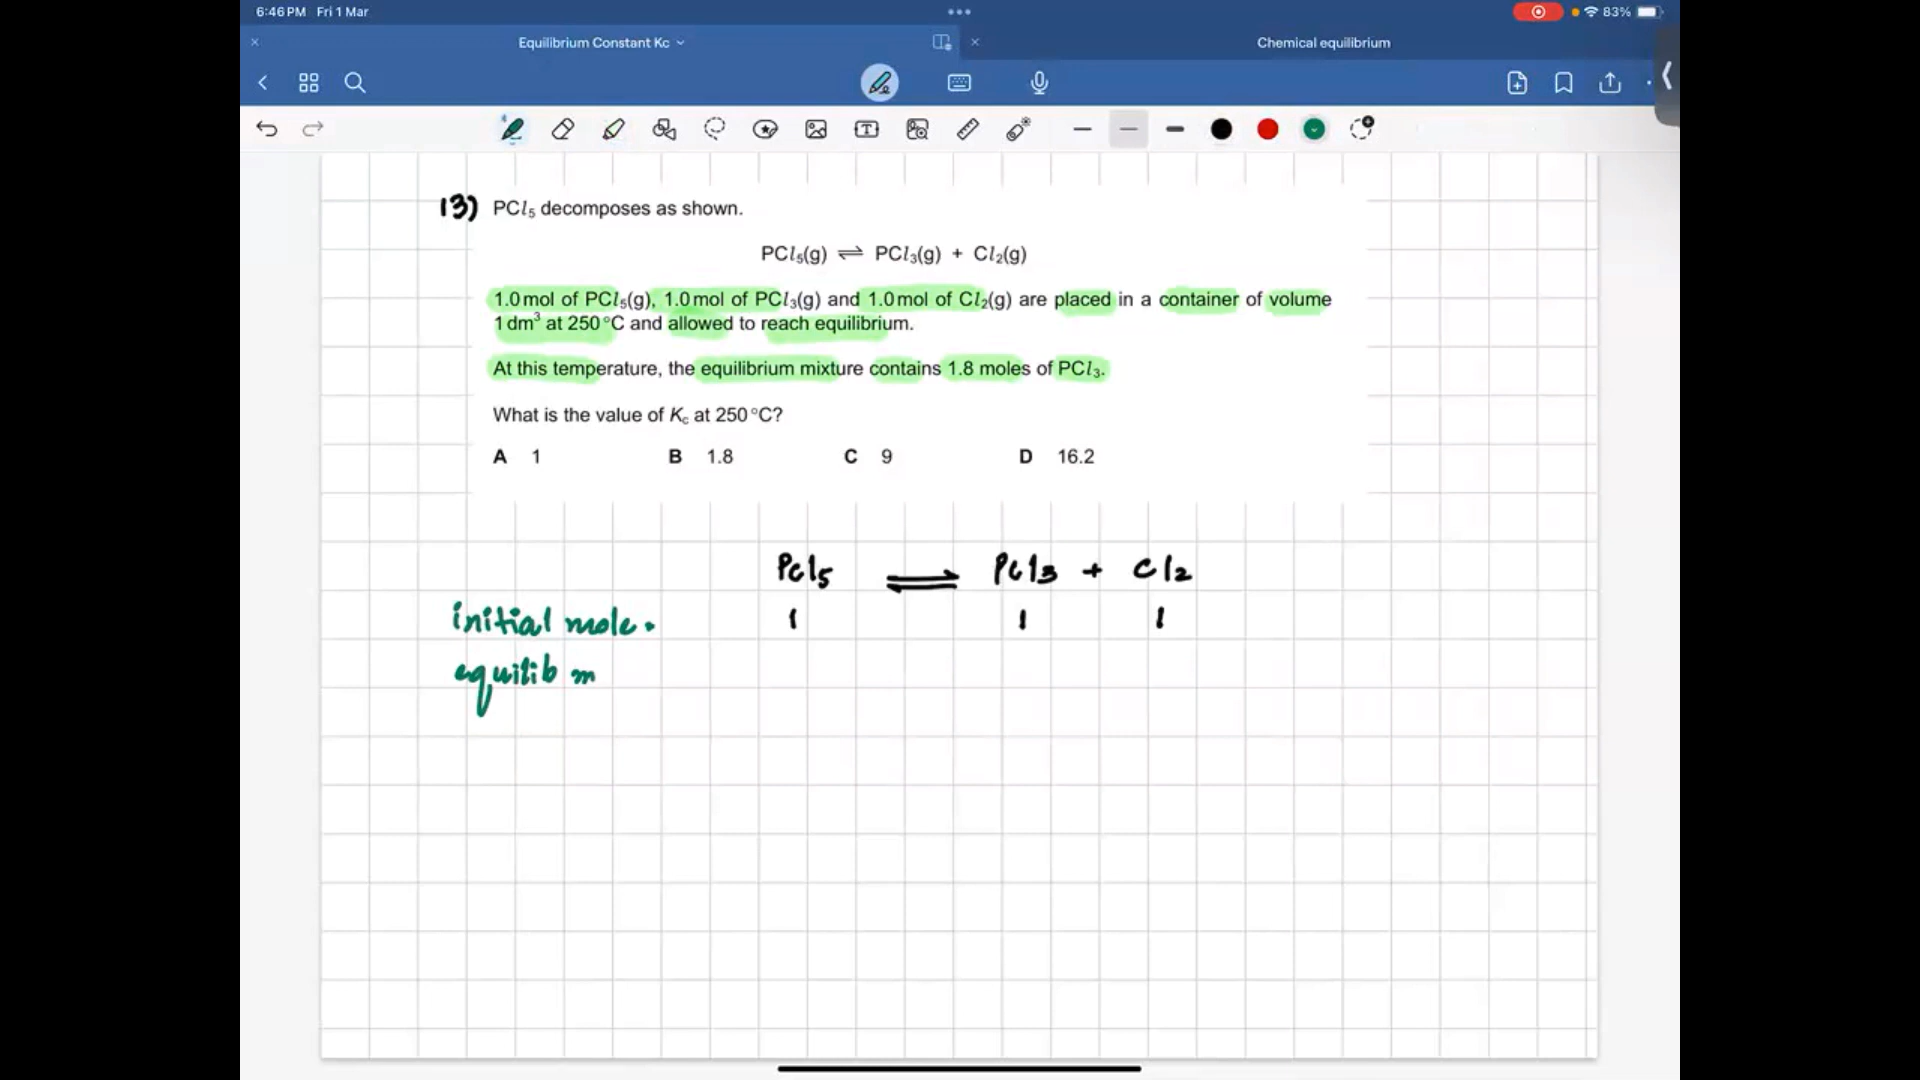 6:46 PM Fri 1 Mar
83%
Equilibrium Constant Kc
Chemical equilibrium
13) PCl₅ decomposes as shown.
PCl₅(g) ⇌ PCl₃(g) + Cl₂(g)
1.0 mol of PCl₅(g), 1.0 mol of PCl₃(g) and 1.0 mol of Cl₂(g) are placed in a container of volume
1 dm³ at 250 °C and allowed to reach equilibrium.
At this temperature, the equilibrium mixture contains 1.8 moles of PCl₃.
What is the value of Kc at 250 °C?
A 1 B 1.8 C 9 D 16.2
PCl5 ⇌ PCl3 + Cl2
initial mole. 1 1 1
equilib m